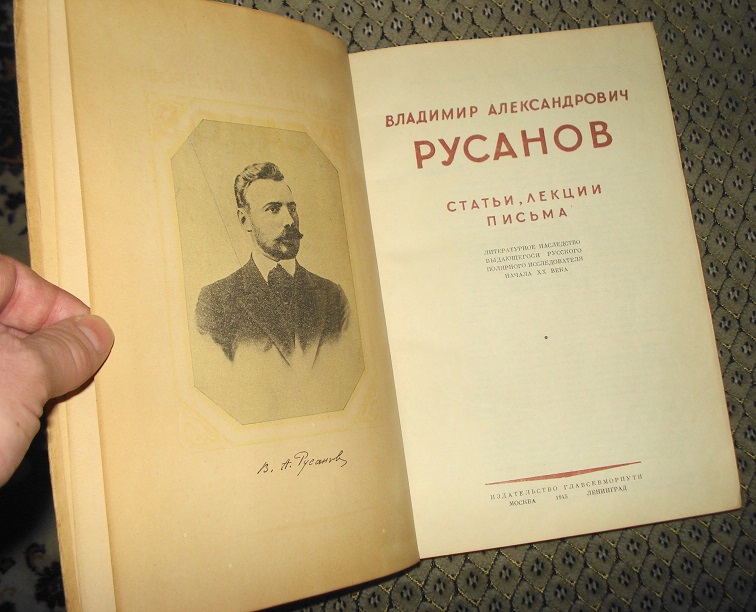 В. А. Русанов
ВЛАДИМИР АЛЕКСАНДРОВИЧ
РУСАНОВ
СТАТЬИ, ЛЕКЦИИ
ПИСЬМА
ЛИТЕРАТУРНОЕ НАСЛЕДСТВО
ВЫДАЮЩЕГОСЯ РУССКОГО
ПОЛЯРНОГО ИССЛЕДОВАТЕЛЯ
НАЧАЛА XX ВЕКА
ИЗДАТЕЛЬСТВО ГЛАВСЕВМОРПУТИ
МОСКВА 1945 ЛЕНИНГРАД